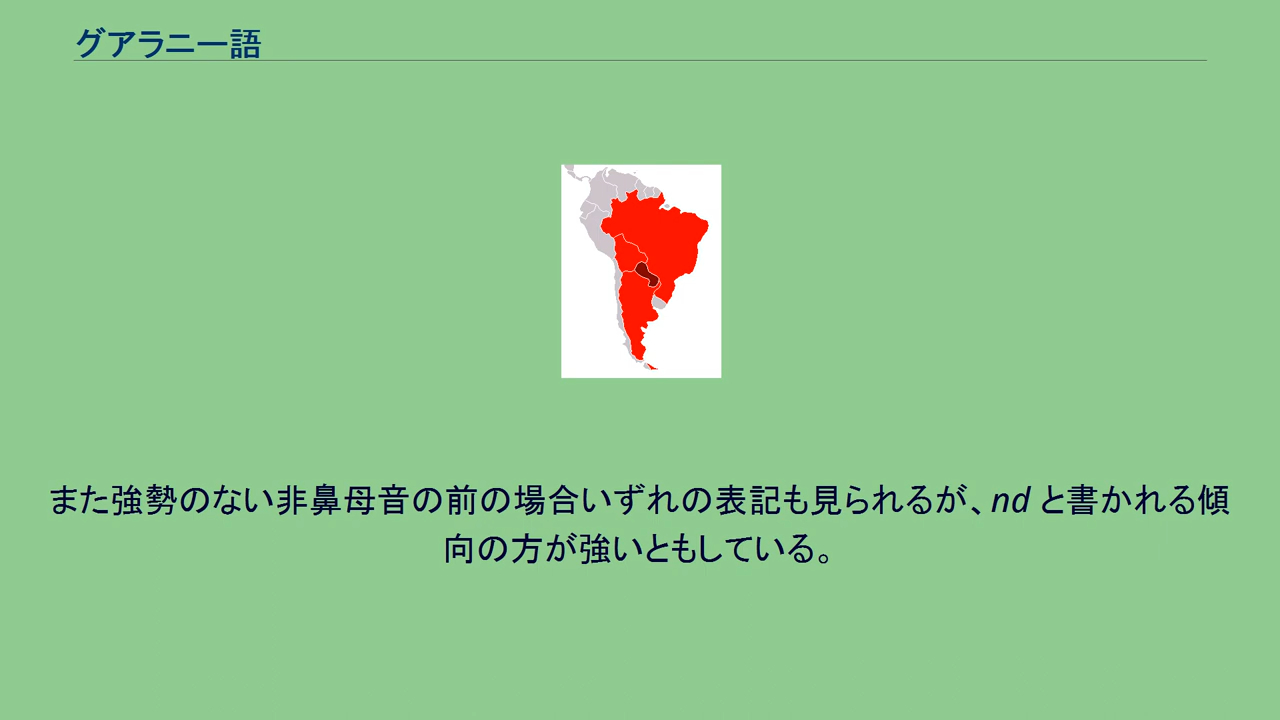 グアラニー語
また強勢のない非鼻母音の前の場合いずれの表記も見られるが、nd と書かれる傾
向の方が強いともしている。